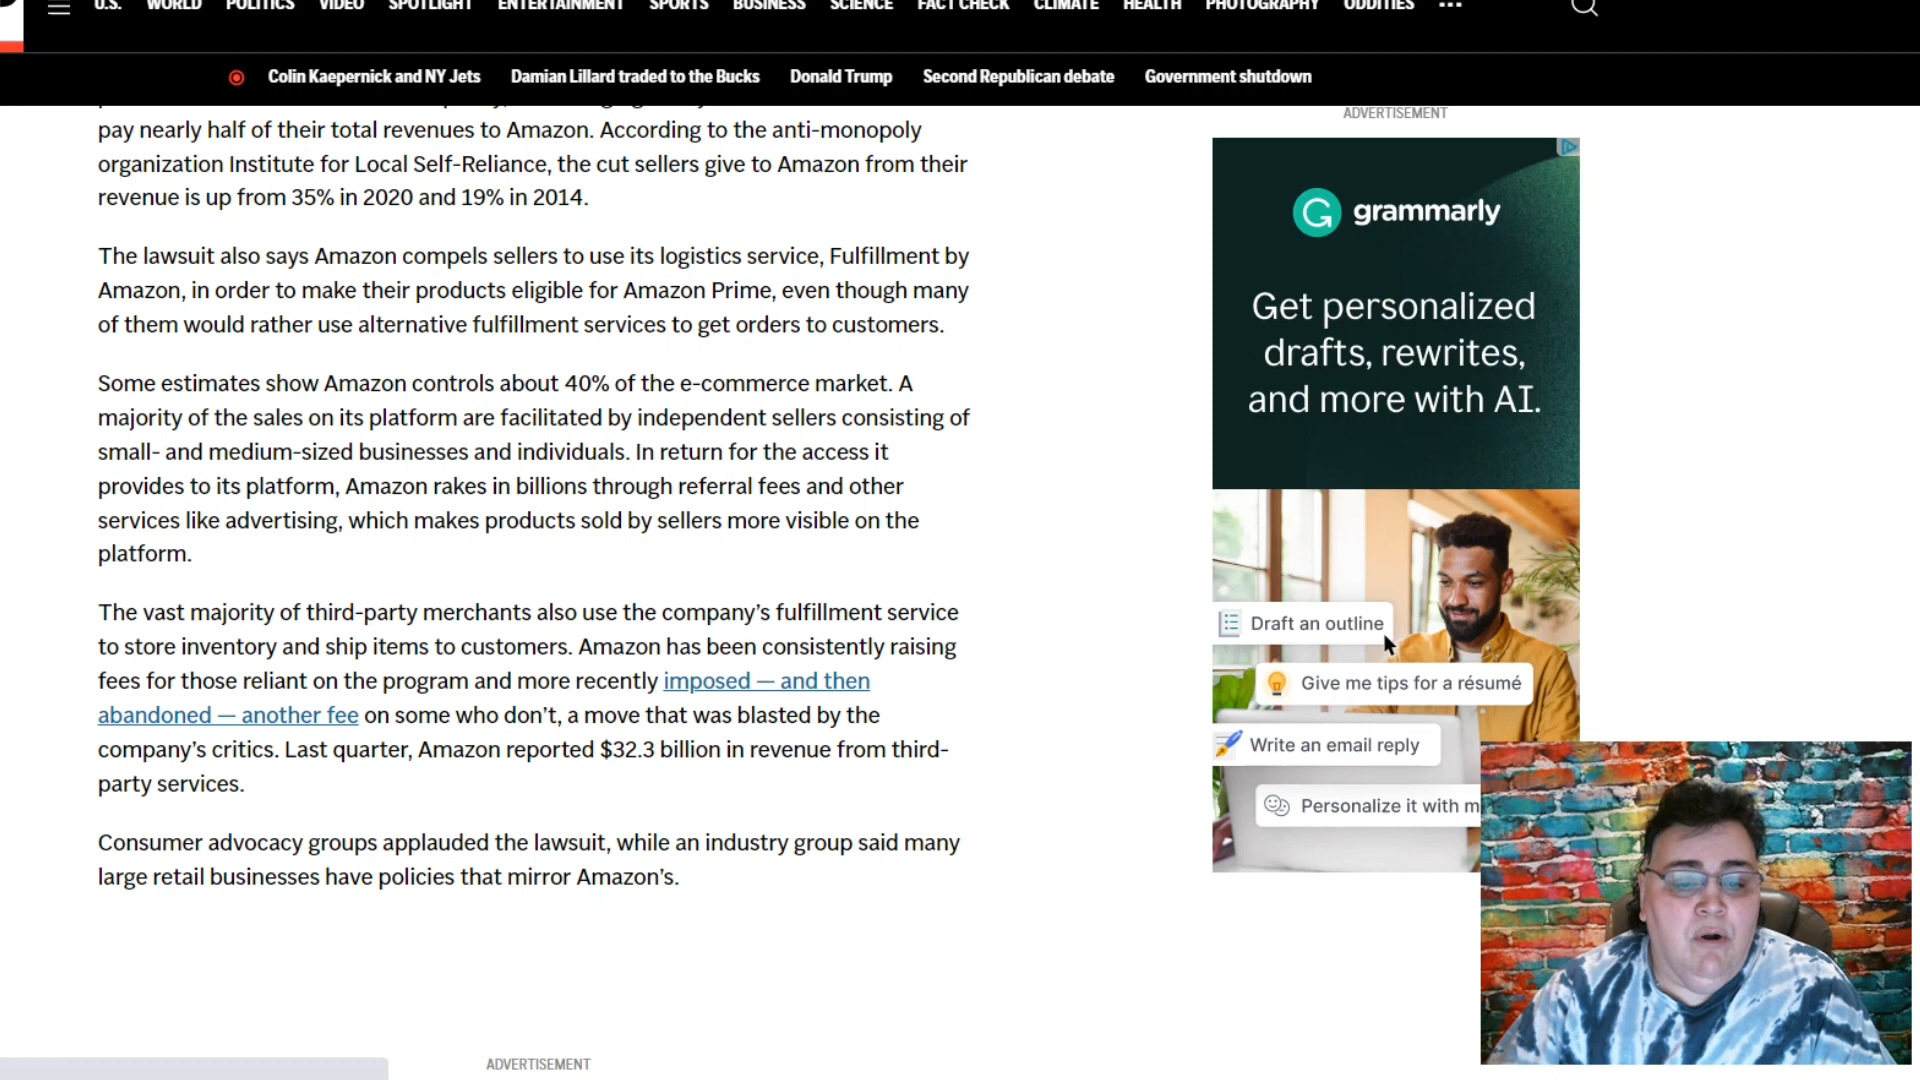 U.S. WORLD POLITICS VIDEO SPOTLIGHT ENTERTAINMENT SPORTS BUSINESS SCIENCE FACT CHECK CLIMATE HEALTH PHOTOGRAPHY ODDITIES
Colin Kaepernick and NY Jets Damian Lillard traded to the Bucks Donald Trump Second Republican debate Government shutdown
pay nearly half of their total revenues to Amazon. According to the anti-monopoly
organization Institute for Local Self-Reliance, the cut sellers give to Amazon from their
revenue is up from 35% in 2020 and 19% in 2014.
The lawsuit also says Amazon compels sellers to use its logistics service, Fulfillment by
Amazon, in order to make their products eligible for Amazon Prime, even though many
of them would rather use alternative fulfillment services to get orders to customers.
Some estimates show Amazon controls about 40% of the e-commerce market. A
majority of the sales on its platform are facilitated by independent sellers consisting of
small- and medium-sized businesses and individuals. In return for the access it
provides to its platform, Amazon rakes in billions through referral fees and other
services like advertising, which makes products sold by sellers more visible on the
platform.
The vast majority of third-party merchants also use the company’s fulfillment service
to store inventory and ship items to customers. Amazon has been consistently raising
fees for those reliant on the program and more recently imposed — and then
abandoned — another fee on some who don’t, a move that was blasted by the
company’s critics. Last quarter, Amazon reported $32.3 billion in revenue from third-
party services.
Consumer advocacy groups applauded the lawsuit, while an industry group said many
large retail businesses have policies that mirror Amazon’s.
ADVERTISEMENT
ADVERTISEMENT
grammarly
Get personalized
drafts, rewrites,
and more with AI.
Draft an outline
Give me tips for a résumé
Write an email reply
Personalize it with m